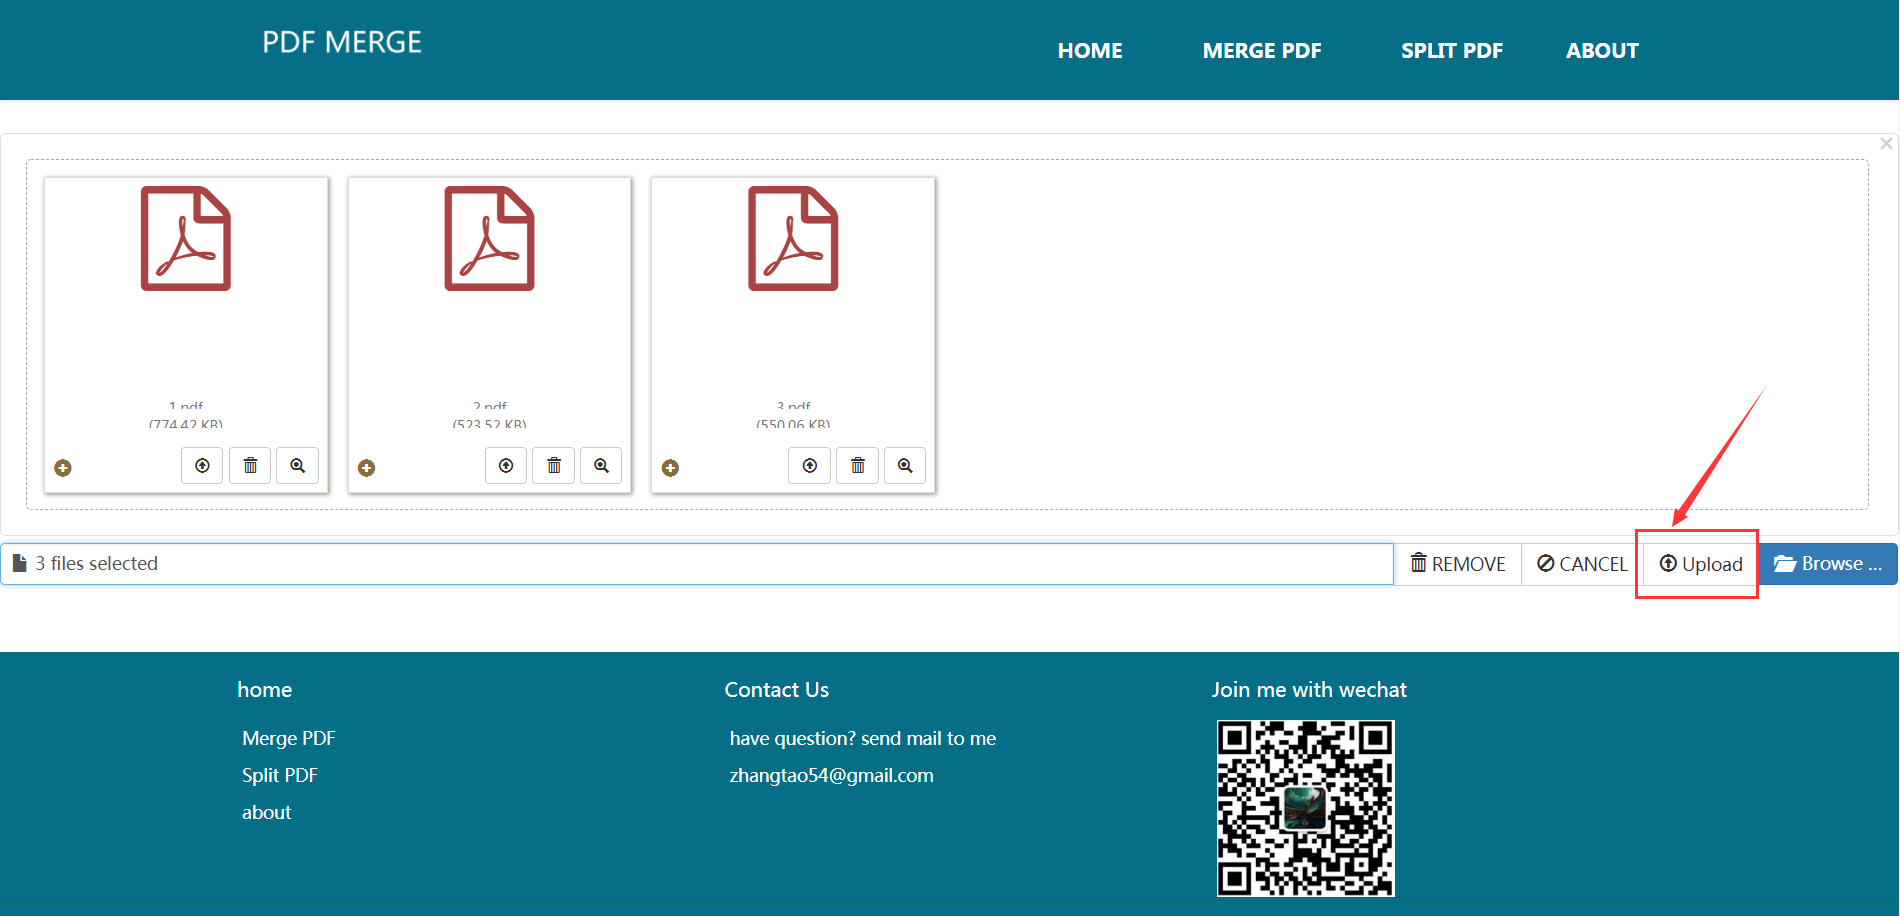 PDF MERGE
HOME
MERGE PDF
SPLIT PDF
ABOUT
×
1.pdf
(774.42 KB)
2.pdf
(523.52 KB)
3.pdf
(550.06 KB)
3 files selected
REMOVE
CANCEL
Upload
Browse ...
home
Merge PDF
Split PDF
about
Contact Us
have question? send mail to me
zhangtao54@gmail.com
Join me with wechat